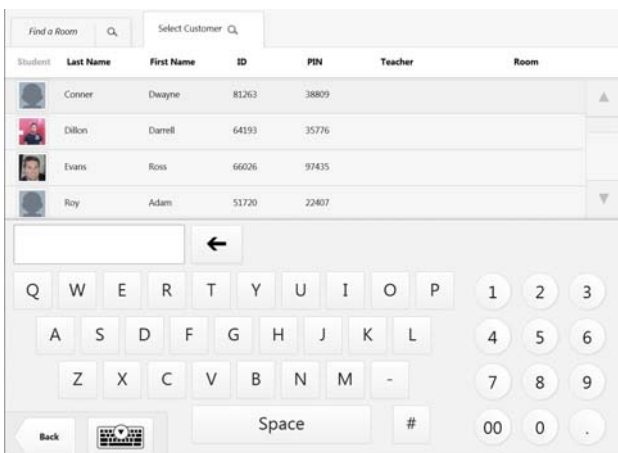 Find a Room Select Customer
Student Last Name First Name ID PIN Teacher Room
Conner Dwayne 81263 38809
Dillon Darrell 64193 35776
Evans Ross 66026 97435
Roy Adam 51720 22407
Q W E R T Y U I O P 1 2 3
A S D F G H J K L 4 5 6
Z X C V B N M - 7 8 9
Back Space # 00 0 .